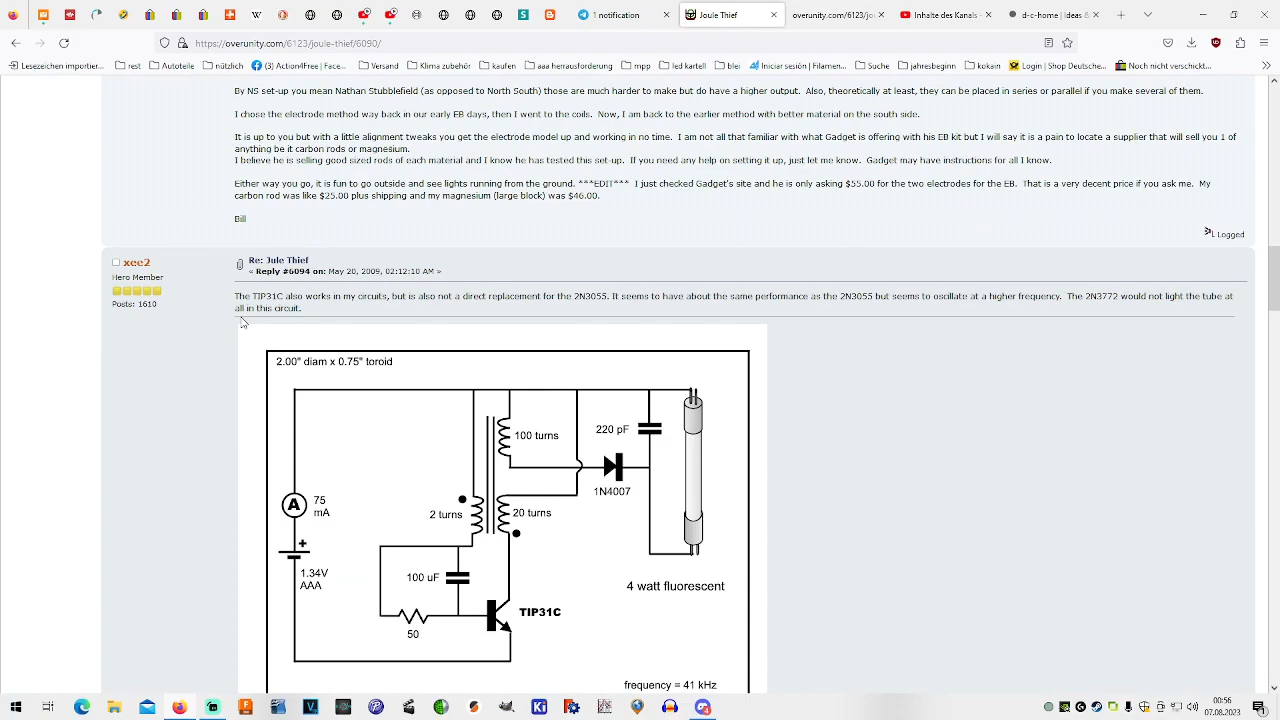 1 notification
Joule Thief
overunity.com/6123/jo
Inhalte des kanals -
d-c-home: Idear
https://overunity.com/6123/joule-thief/6090/
Lesezeichen importier...
rest
Autoteile
nützlich
(3) Action4Free | Face...
Versand
Klima zubehör
kaufen
aaa herrausforderung
mpp
led kartell
blei
Iniciar sesión | Filamen...
Suche
jahresbeginn
kokain
Login | Shop Deutsche...
Noch nicht verschickt...
By NS set-up you mean Nathan Stubblefield (as opposed to North South) those are much harder to make but do have a higher output. Also, theoretically at least, they can be placed in series or parallel if you make several of them.
I chose the electrode method way back in our early EB days, then I went to the coils. Now, I am back to the earlier method with better material on the south side.
It is up to you but with a little alignment tweaks you get the electrode model up and working in no time. I am not all that familiar with what Gadget is offering with his EB kit but I will say it is a pain to locate a supplier that will sell you 1 of
anything be it carbon rods or magnesium.
I believe he is selling good sized rods of each material and I know he has tested this set-up. If you need any help on setting it up, just let me know. Gadget may have instructions for all I know.
Either way you go, it is fun to go outside and see lights running from the ground. ***EDIT*** I just checked Gadget's site and he is only asking $55.00 for the two electrodes for the EB. That is a very decent price if you ask me. My
carbon rod was like $25.00 plus shipping and my magnesium (large block) was $46.00.
Bill
Logged
xee2
Hero Member
Posts: 1610
Re: Jule Thief
« Reply #6094 on: May 20, 2009, 02:12:10 AM »
The TIP31C also works in my circuits, but is also not a direct replacement for the 2N3055. It seems to have about the same performance as the 2N3055 but seems to oscillate at a higher frequency. The 2N3772 would not light the tube at
all in this circuit.
2.00" diam x 0.75" toroid
100 turns
220 pF
1N4007
A
75
mA
2 turns
20 turns
+
1.34V
AAA
100 uF
50
TIP31C
4 watt fluorescent
frequency = 41 kHz
00:56
07.08.2023